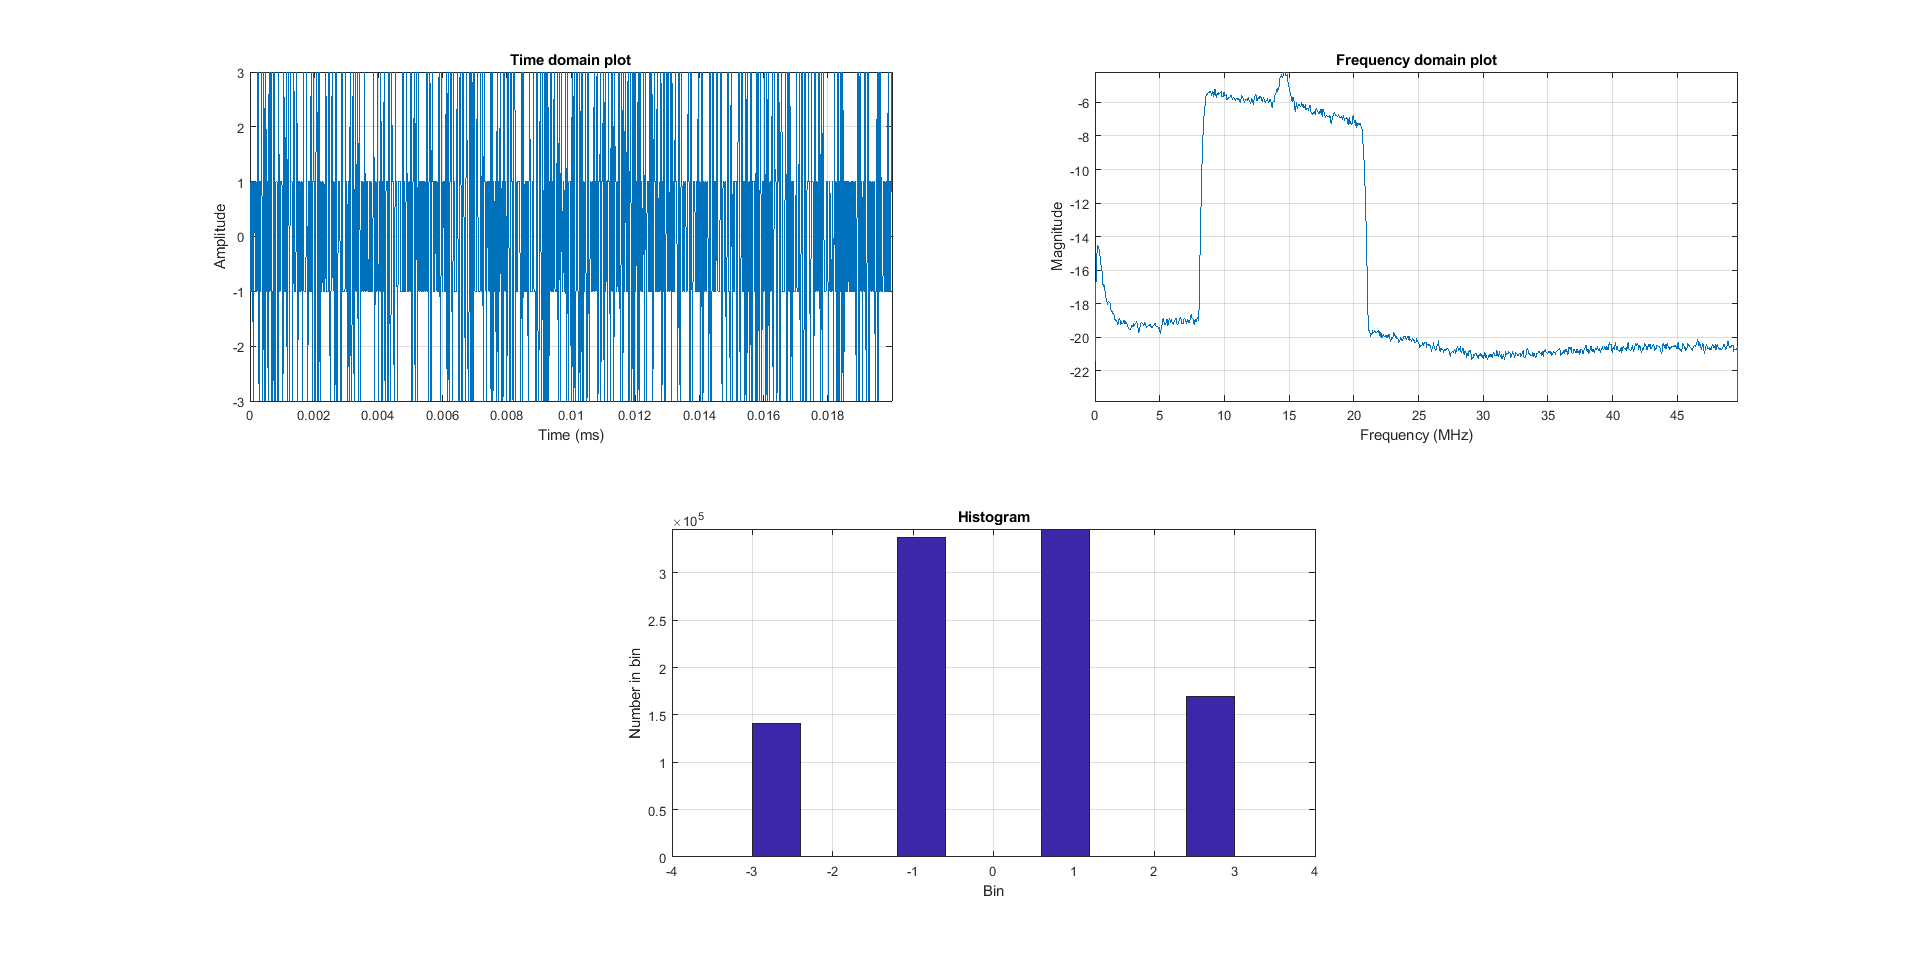 Time domain plot
3
2
1
0
-1
-2
-3
Amplitude
0 0.002 0.004 0.006 0.008 0.01 0.012 0.014 0.016 0.018
Time (ms)
Frequency domain plot
-6
-8
-10
-12
-14
-16
-18
-20
-22
Magnitude
0 5 10 15 20 25 30 35 40 45
Frequency (MHz)
Histogram
×10⁵
3
2.5
2
1.5
1
0.5
0
Number in bin
-4 -3 -2 -1 0 1 2 3 4
Bin